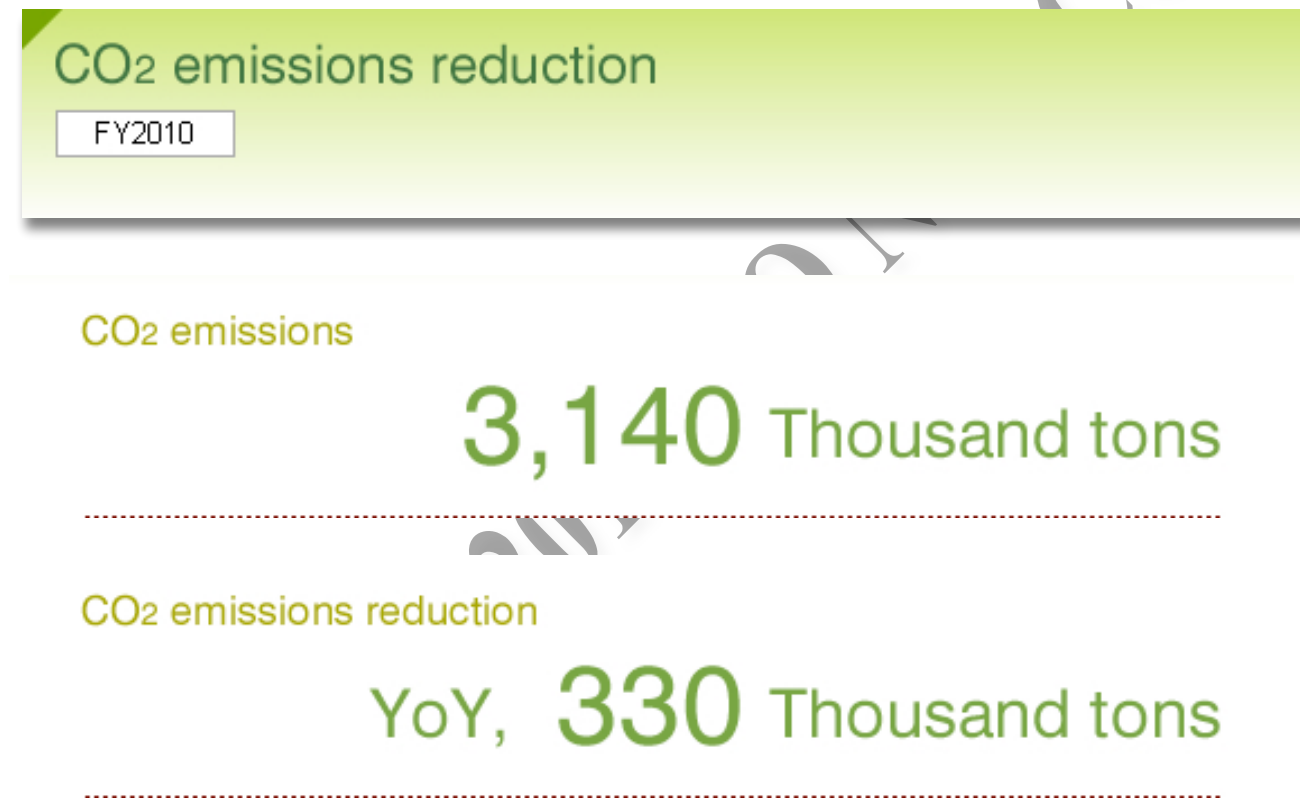 CO2 emissions reduction
FY2010
CO2 emissions
3,140 Thousand tons
CO2 emissions reduction
YoY, 330 Thousand tons